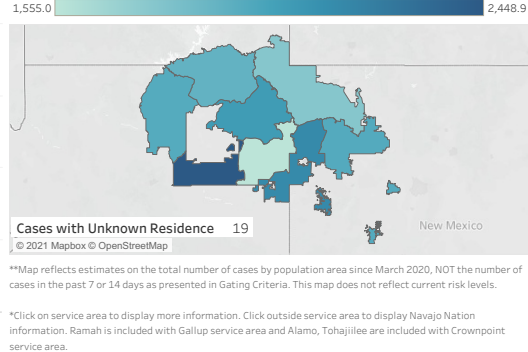 1,555.0 2,448.9
New Mexico
Cases with Unknown Residence 19
© 2021 Mapbox © OpenStreetMap
**Map reflects estimates on the total number of cases by population area since March 2020, NOT the number of
cases in the past 7 or 14 days as presented in Gating Criteria. This map does not reflect current risk levels.
*Click on service area to display more information. Click outside service area to display Navajo Nation
information. Ramah is included with Gallup service area and Alamo, Tohajiilee are included with Crownpoint
service area.